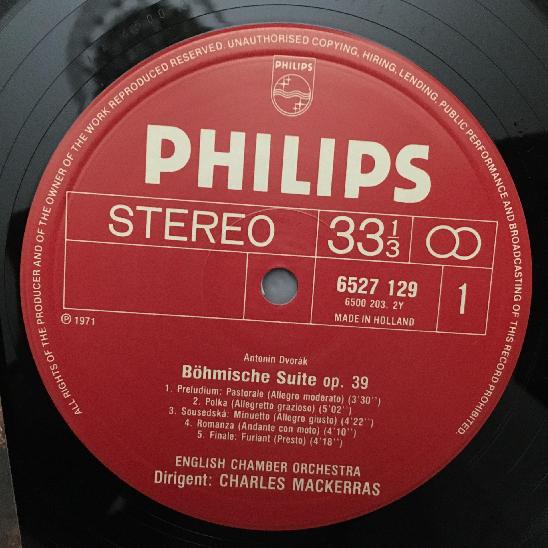 ALL RIGHTS OF THE PRODUCER AND OF THE OWNER OF THE WORK REPRODUCED RESERVED. UNAUTHORISED COPYING, HIRING, LENDING, PUBLIC PERFORMANCE AND BROADCASTING OF THIS RECORD PROHIBITED.
PHILIPS
PHILIPS
STEREO 33 1/3
6527 129
6500 203. 2Y
MADE IN HOLLAND
1
℗ 1971
Antonin Dvorák
Böhmische Suite op. 39
1. Preludium: Pastorale (Allegro moderato) (3'30'')
2. Polka (Allegretto grazioso) (5'02'')
3. Sousedská: Minuetto (Allegro giusto) (4'22'')
4. Romanza (Andante con moto) (4'10'')
5. Finale: Furiant (Presto) (4'18'')
ENGLISH CHAMBER ORCHESTRA
Dirigent: CHARLES MACKERRAS